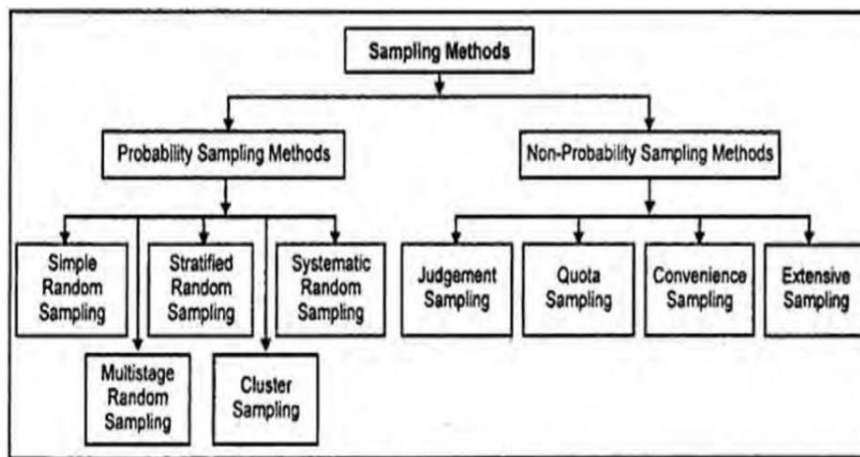 Sampling Methods
Probability Sampling Methods
Non-Probability Sampling Methods
Simple
Random
Sampling
Stratified
Random
Sampling
Systematic
Random
Sampling
Judgement
Sampling
Quota
Sampling
Convenience
Sampling
Extensive
Sampling
Multistage
Random
Sampling
Cluster
Sampling